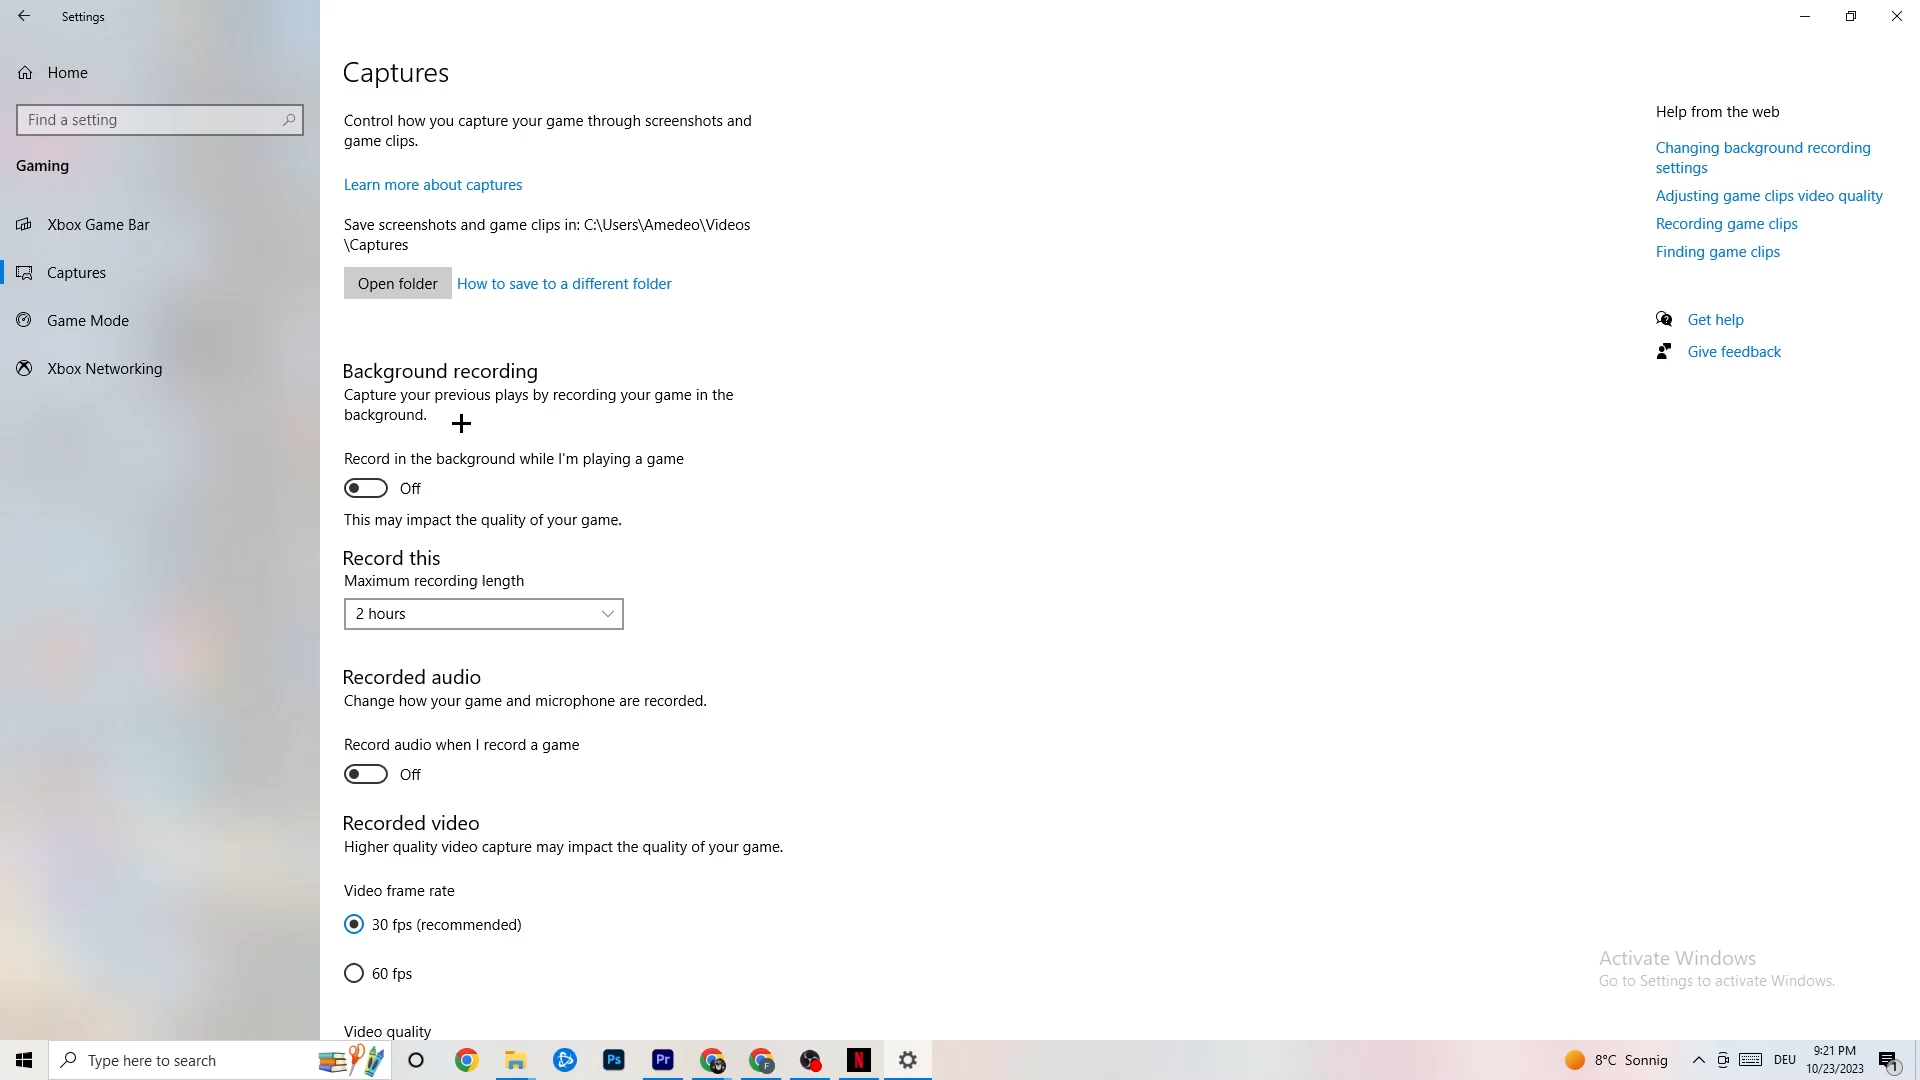 Settings
Home
Find a setting
Gaming
Xbox Game Bar
Captures
Game Mode
Xbox Networking
Captures
Control how you capture your game through screenshots and
game clips.
Learn more about captures
Save screenshots and game clips in: C:\Users\Amedeo\Videos
\Captures
Open folder
How to save to a different folder
Background recording
Capture your previous plays by recording your game in the
background.
Record in the background while I'm playing a game
Off
This may impact the quality of your game.
Record this
Maximum recording length
2 hours
Recorded audio
Change how your game and microphone are recorded.
Record audio when I record a game
Off
Recorded video
Higher quality video capture may impact the quality of your game.
Video frame rate
30 fps (recommended)
60 fps
Video quality
Help from the web
Changing background recording
settings
Adjusting game clips video quality
Recording game clips
Finding game clips
Get help
Give feedback
Activate Windows
Go to Settings to activate Windows.
Type here to search
Ps
Pr
F
N
8°C Sonnig
DEU
9:21 PM
10/23/2023
1